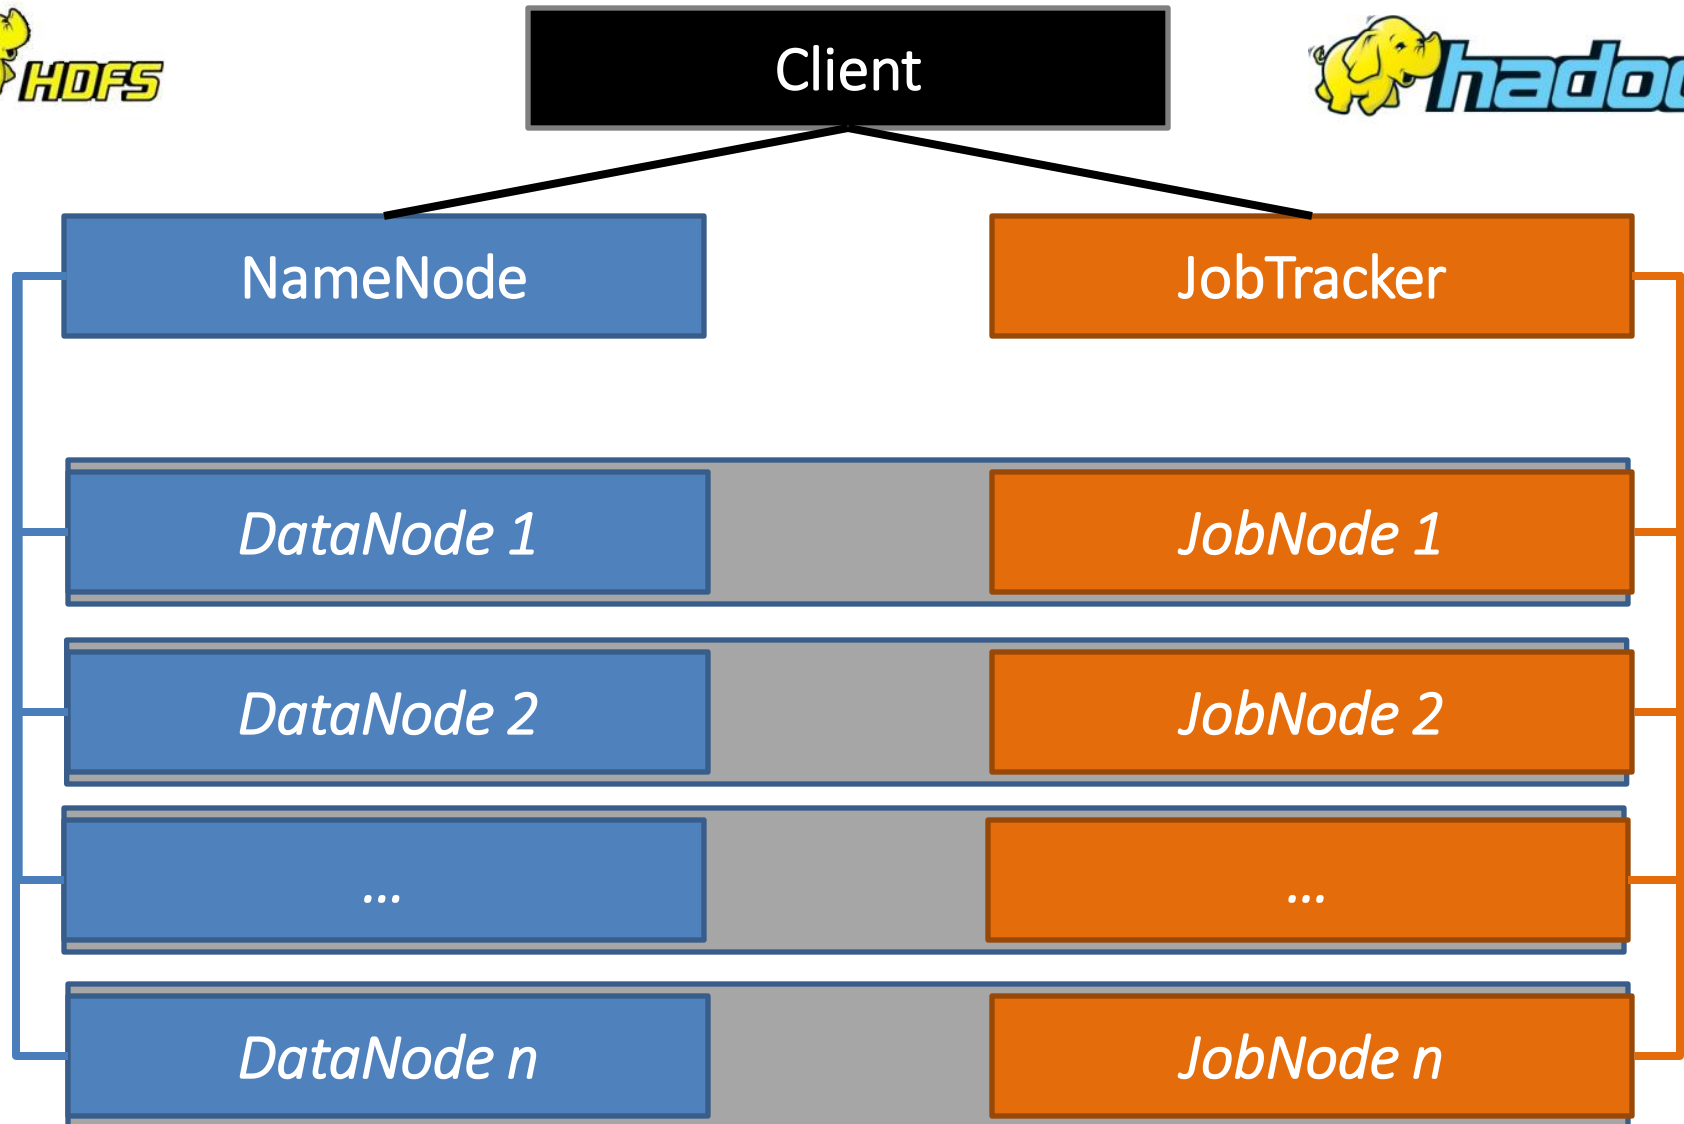 HDFS
Client
hadoo
NameNode
JobTracker
DataNode 1
JobNode 1
DataNode 2
JobNode 2
...
...
DataNode n
JobNode n